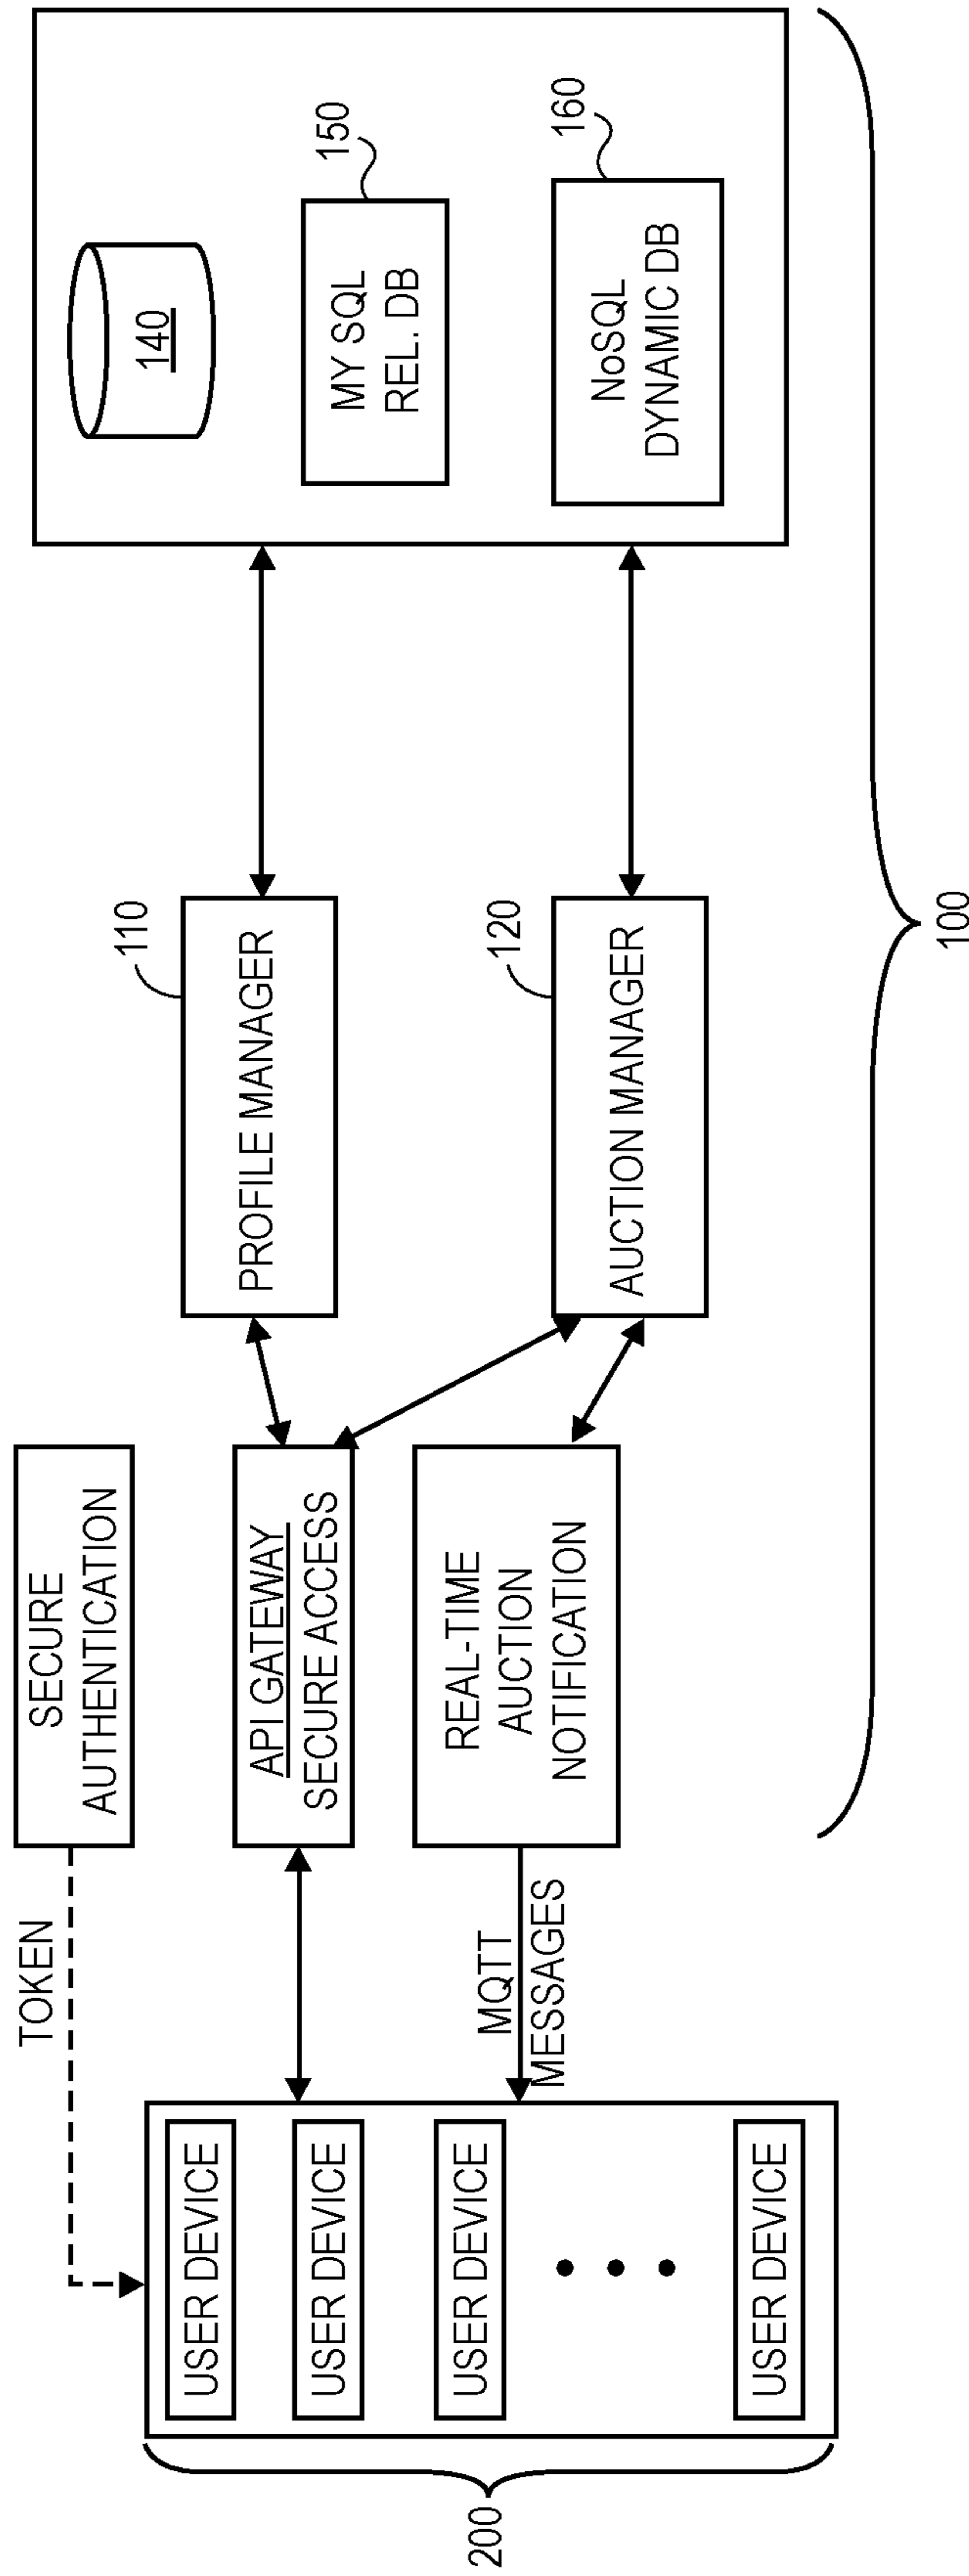 TOKEN
SECURE
AUTHENTICATION
200
USER DEVICE
USER DEVICE
USER DEVICE
USER DEVICE
API GATEWAY
SECURE ACCESS
MQTT
MESSAGES
REAL-TIME
AUCTION
NOTIFICATION
110
PROFILE MANAGER
120
AUCTION MANAGER
140
150
MY SQL
REL. DB
160
NoSQL
DYNAMIC DB
100